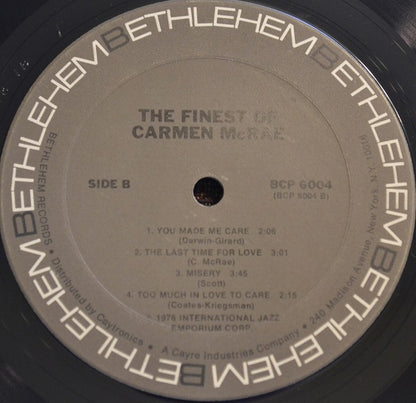 BETHLEHEM BETHLEHEM BETHLEHEM BETHLEHEM BETHLEHEM
THE FINEST OF
CARMEN McRAE
SIDE B
BCP 6004
(BCP 6004 B)
1. YOU MADE ME CARE 2:06
(Darwin-Girard)
2. THE LAST TIME FOR LOVE 3:01
(C. McRae)
3. MISERY 3:45
(Scott)
4. TOO MUCH IN LOVE TO CARE 2:15
(Coates-Kriegsman)
℗ 1976 INTERNATIONAL JAZZ
EMPORIUM CORP.
BETHLEHEM RECORDS • Distributed by Caytronics • A Cayre Industries Company • 240 Madison Avenue, New York, N.Y. 10016